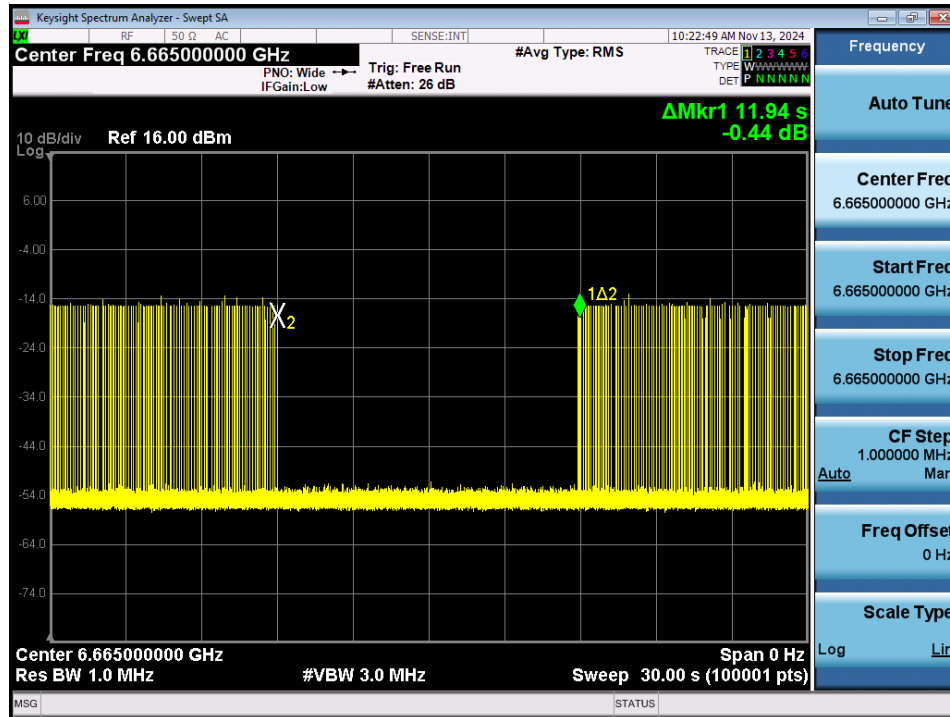 Keysight Spectrum Analyzer - Swept SA
LXI RF 50 Ω AC SENSE:INT 10:22:49 AM Nov 13, 2024
Center Freq 6.665000000 GHz
PNO: Wide
IFGain:Low
Trig: Free Run
#Atten: 26 dB
#Avg Type: RMS
TRACE 1 2 3 4 5 6
TYPE WWWWWW
DET P N N N N N
ΔMkr1 11.94 s
-0.44 dB
10 dB/div Ref 16.00 dBm
Log
6.00
-4.00
-14.0
-24.0
-34.0
-44.0
-54.0
-64.0
-74.0
1Δ2
2
Center 6.665000000 GHz Span 0 Hz
Res BW 1.0 MHz #VBW 3.0 MHz Sweep 30.00 s (100001 pts)
MSG STATUS
Frequency
Auto Tune
Center Freq
6.665000000 GHz
Start Freq
6.665000000 GHz
Stop Freq
6.665000000 GHz
CF Step
1.000000 MHz
Auto Man
Freq Offset
0 Hz
Scale Type
Log Lin